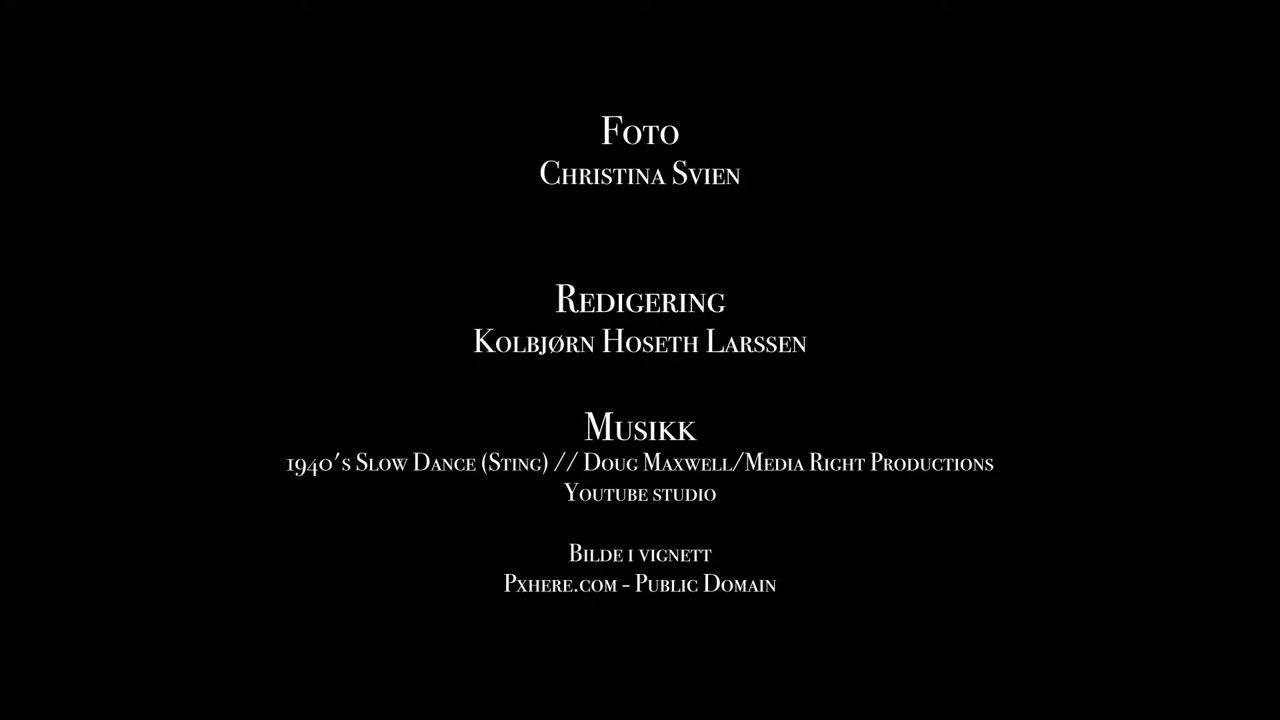 Foto
Christina Svien
Redigering
Kolbjørn Hoseth Larssen
Musikk
1940's Slow Dance (Sting) // Doug Maxwell/Media Right Productions
Youtube studio
Bilde i vignett
Pxhere.com - Public Domain